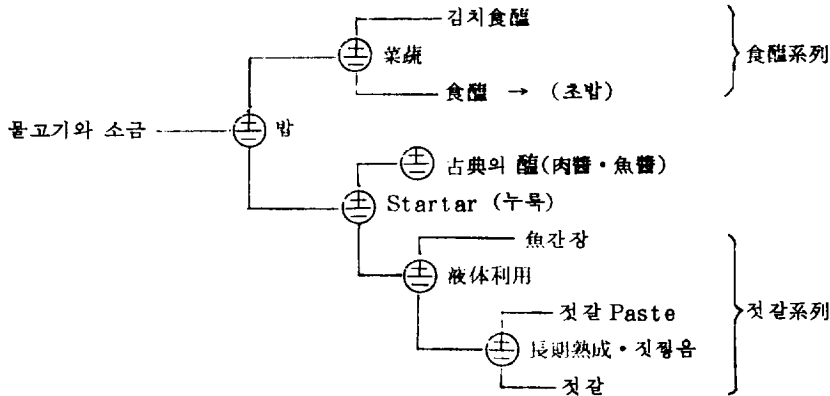 김치食醢
菜蔬
食醢系列
食醢 → (초밥)
물고기와 소금
밥
古典의 醢(肉醬・魚醬)
Startar (누룩)
魚간장
液体利用
젓갈 Paste
젓갈系列
長期熟成・짓찧음
젓갈